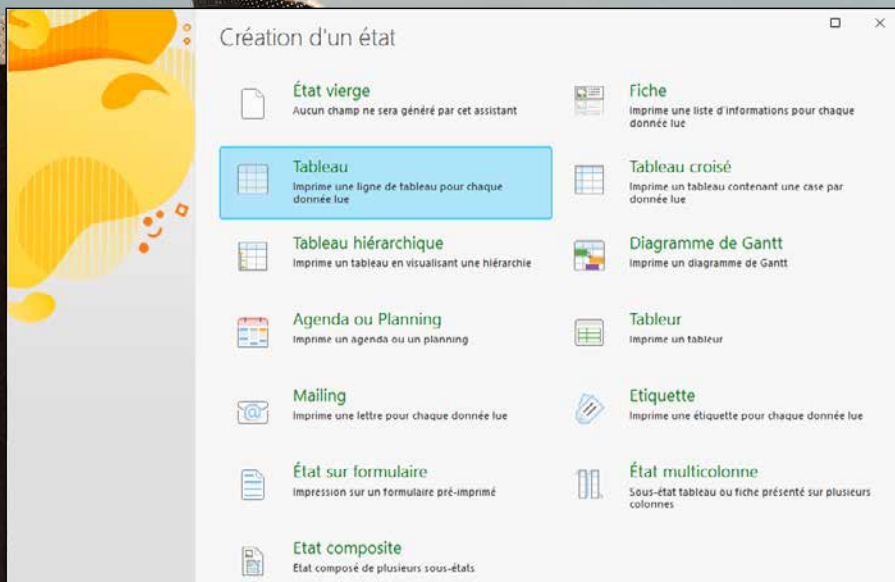 Création d'un état
État vierge
Aucun champ ne sera généré par cet assistant
Fiche
Imprime une liste d'informations pour chaque
donnée lue
Tableau
Imprime une ligne de tableau pour chaque
donnée lue
Tableau croisé
Imprime un tableau contenant une case par
donnée lue
Tableau hiérarchique
Imprime un tableau en visualisant une hiérarchie
Diagramme de Gantt
Imprime un diagramme de Gantt
Agenda ou Planning
Imprime un agenda ou un planning
Tableur
Imprime un tableur
Mailing
Imprime une lettre pour chaque donnée lue
Etiquette
Imprime une étiquette pour chaque donnée lue
État sur formulaire
Impression sur un formulaire pré-imprimé
État multicolonne
Sous-état tableau ou fiche présenté sur plusieurs
colonnes
Etat composite
Etat composé de plusieurs sous-états